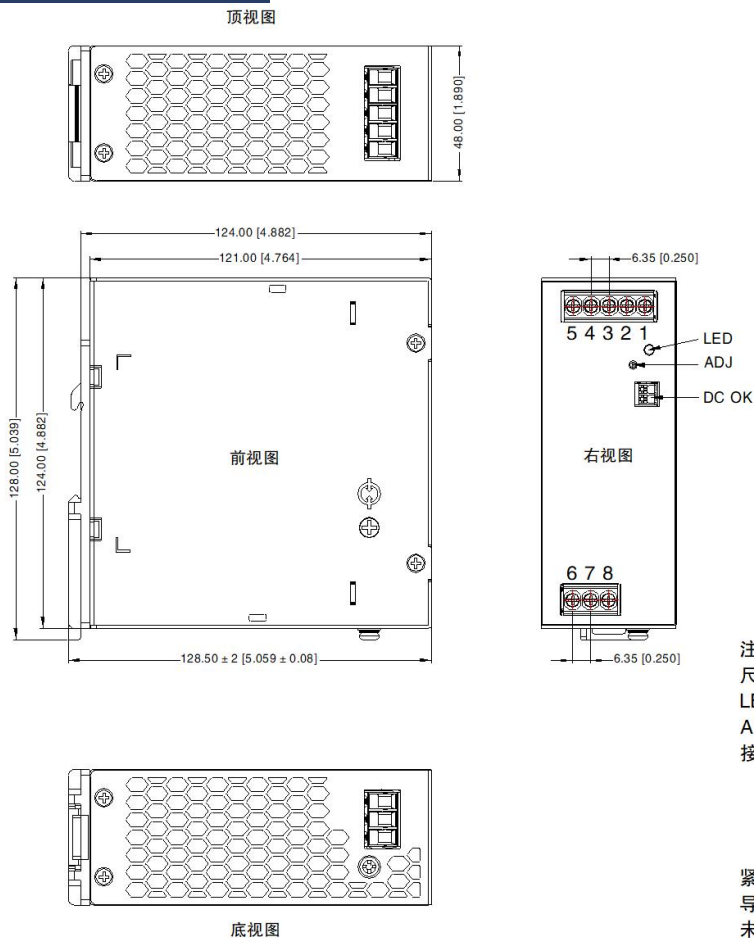 顶视图
48.00 [1.890]
124.00 [4.882]
121.00 [4.764]
128.00 [5.039]
124.00 [4.882]
前视图
128.50 ± 2 [5.059 ± 0.08]
6.35 [0.250]
5 4 3 2 1
LED
ADJ
DC OK
右视图
6 7 8
6.35 [0.250]
注
尺
LE
A
接
底视图
紧
导
未